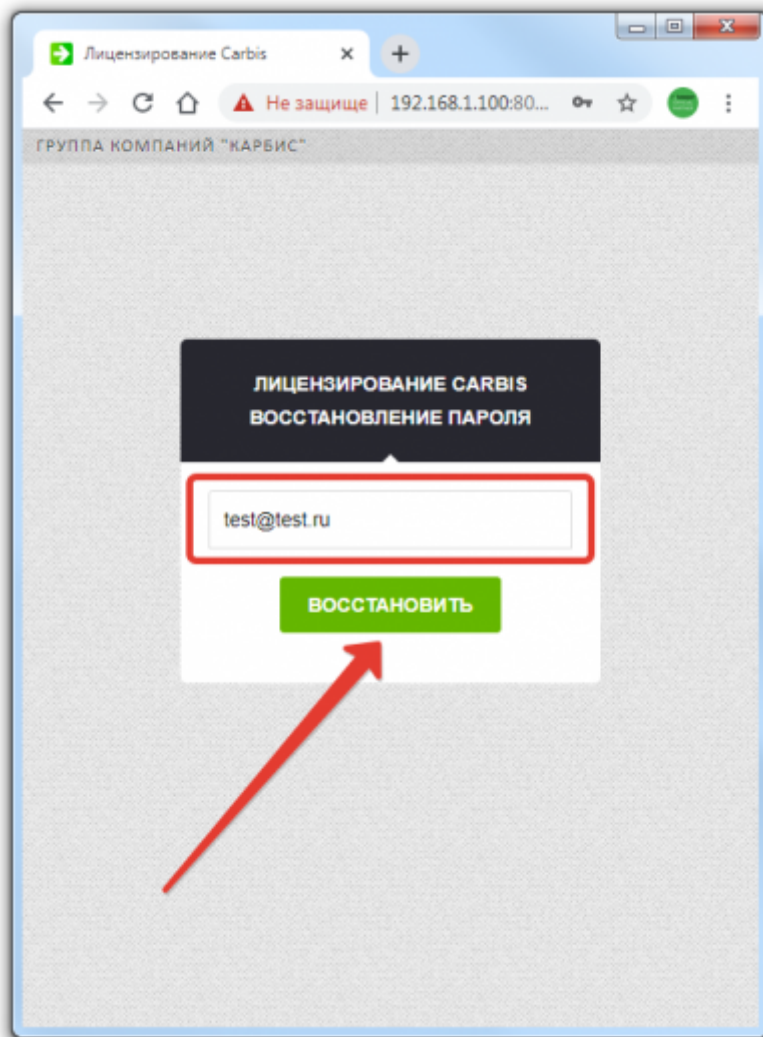 Лицензирование Carbis
Не защище 192.168.1.100:80...
ГРУППА КОМПАНИЙ "КАРБИС"
ЛИЦЕНЗИРОВАНИЕ CARBIS
ВОССТАНОВЛЕНИЕ ПАРОЛЯ
test@test.ru
ВОССТАНОВИТЬ